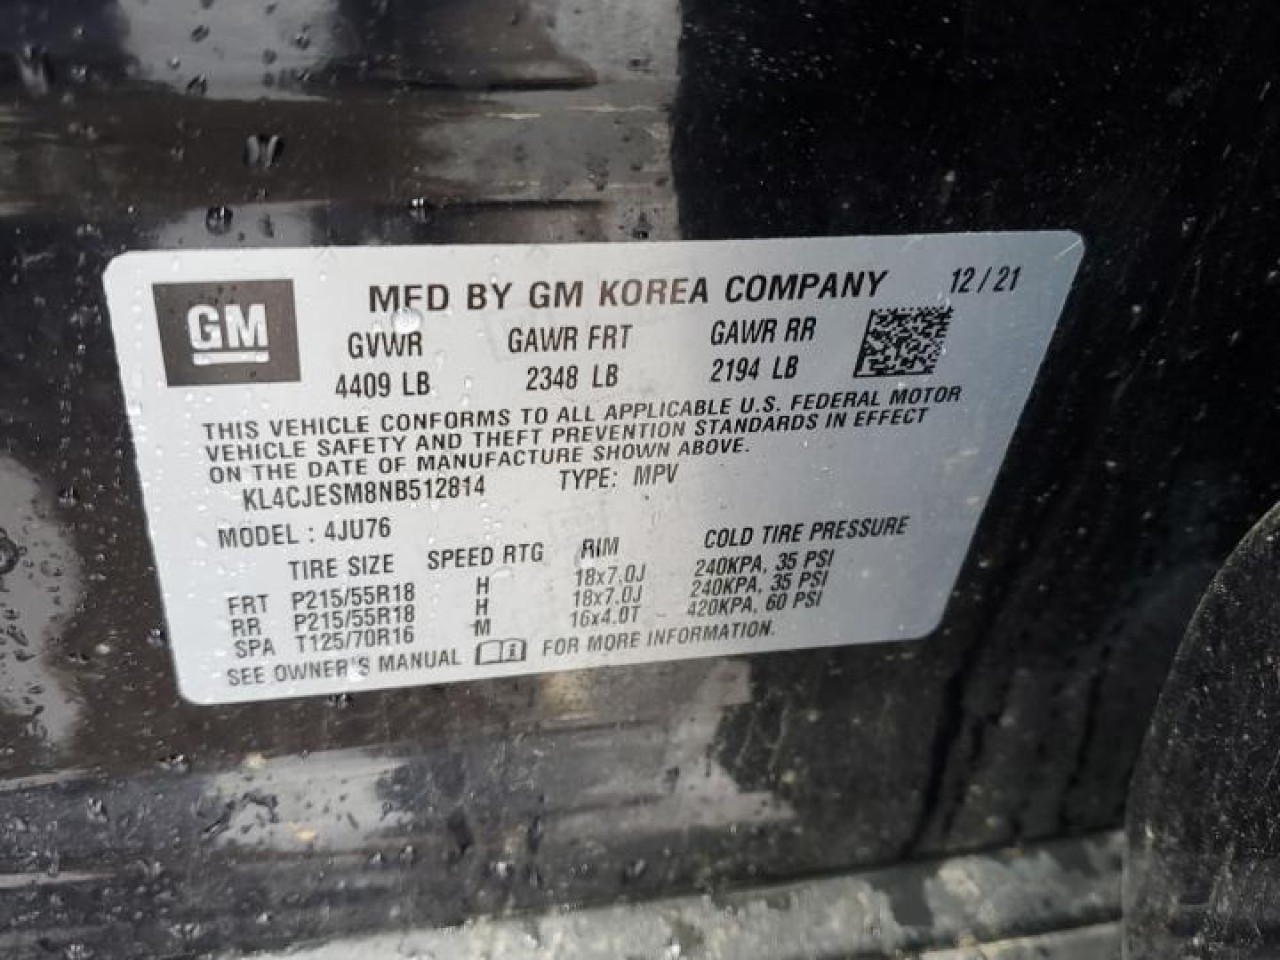 GM
MFD BY GM KOREA COMPANY 12/21
GVWR GAWR FRT GAWR RR
4409 LB 2348 LB 2194 LB
THIS VEHICLE CONFORMS TO ALL APPLICABLE U.S. FEDERAL MOTOR
VEHICLE SAFETY AND THEFT PREVENTION STANDARDS IN EFFECT
ON THE DATE OF MANUFACTURE SHOWN ABOVE.
KL4CJESM8NB512814 TYPE: MPV
MODEL : 4JU76
TIRE SIZE SPEED RTG RIM COLD TIRE PRESSURE
FRT P215/55R18 H 18x7.0J 240KPA, 35 PSI
RR P215/55R18 H 18x7.0J 240KPA, 35 PSI
SPA T125/70R16 M 16x4.0T 420KPA, 60 PSI
SEE OWNER'S MANUAL FOR MORE INFORMATION.